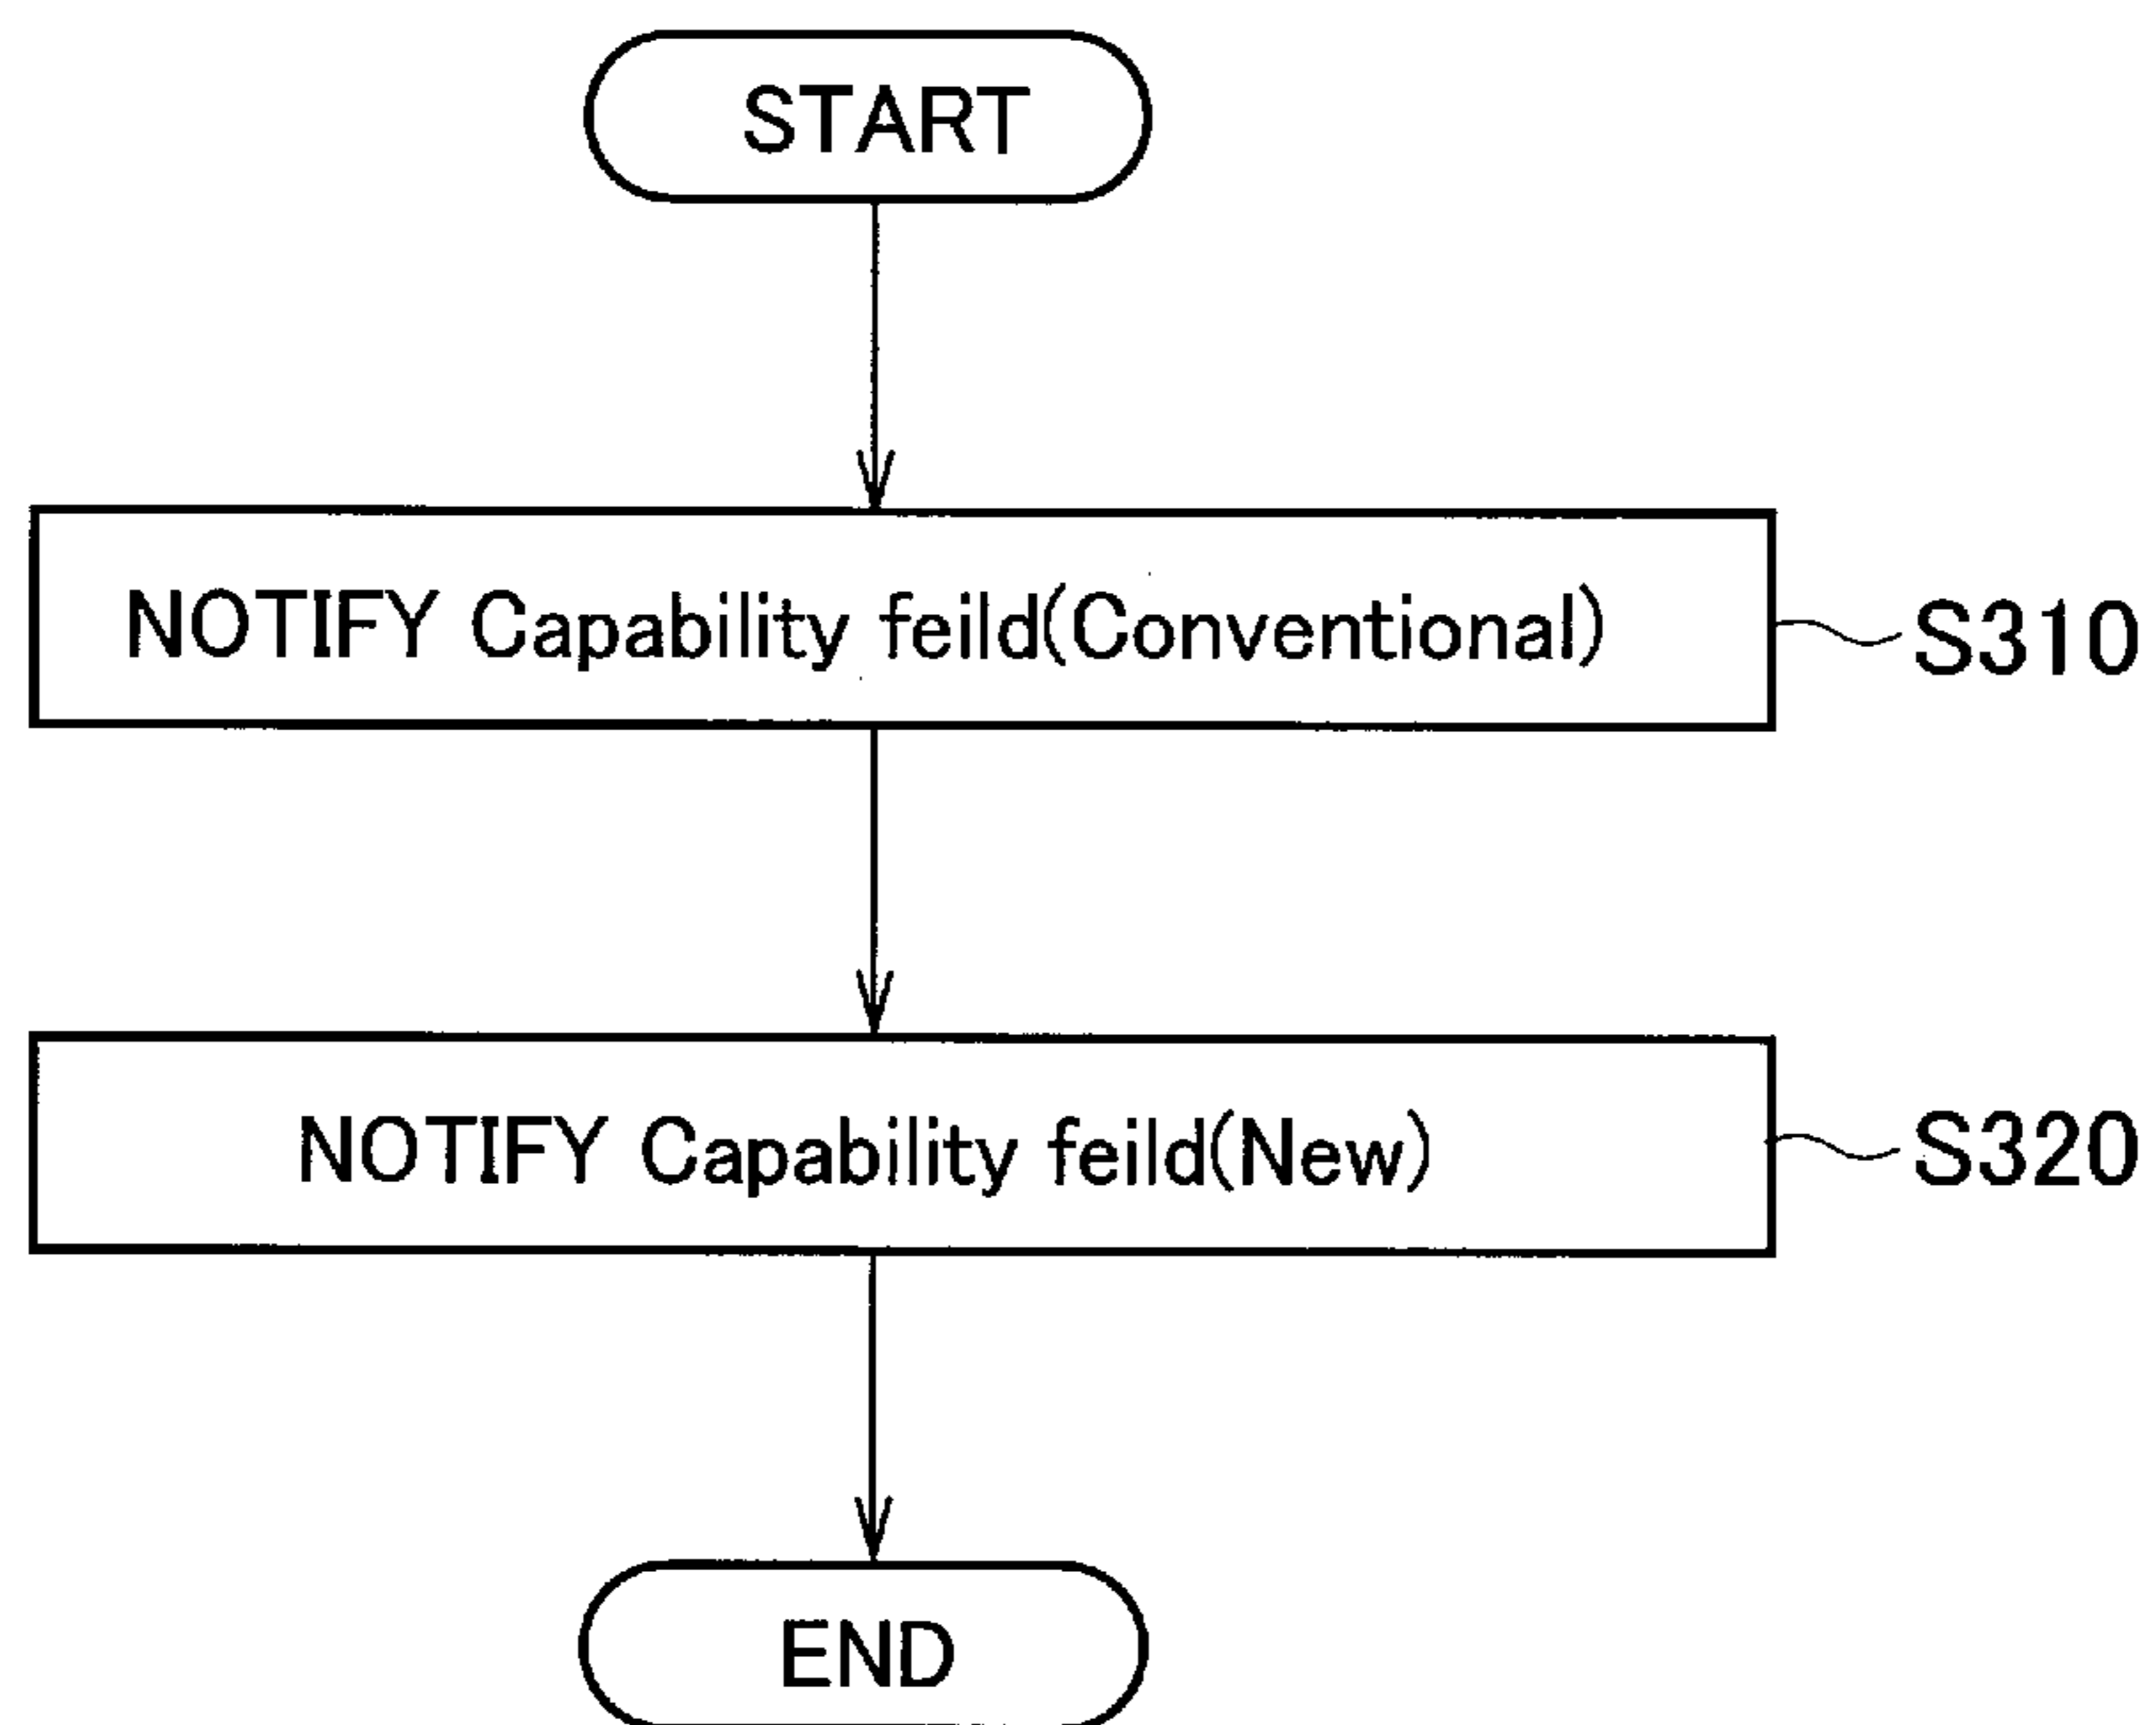 START
NOTIFY Capability feild(Conventional)
S310
NOTIFY Capability feild(New)
S320
END